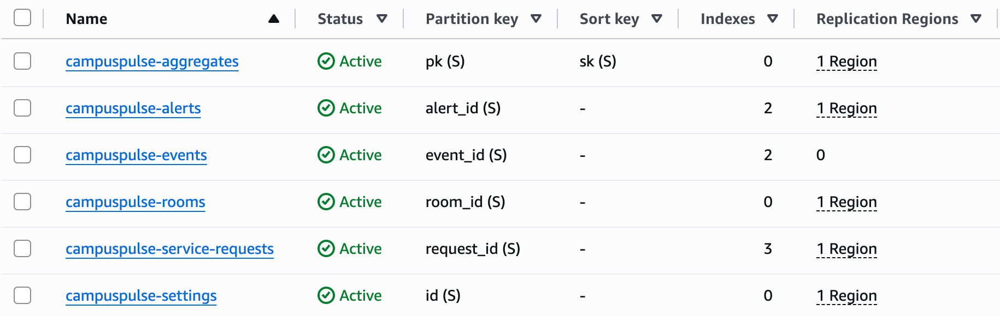 Name Status Partition key Sort key Indexes Replication Regions
campuspulse-aggregates Active pk (S) sk (S) 0 1 Region
campuspulse-alerts Active alert_id (S) - 2 1 Region
campuspulse-events Active event_id (S) - 2 0
campuspulse-rooms Active room_id (S) - 0 1 Region
campuspulse-service-requests Active request_id (S) - 3 1 Region
campuspulse-settings Active id (S) - 0 1 Region